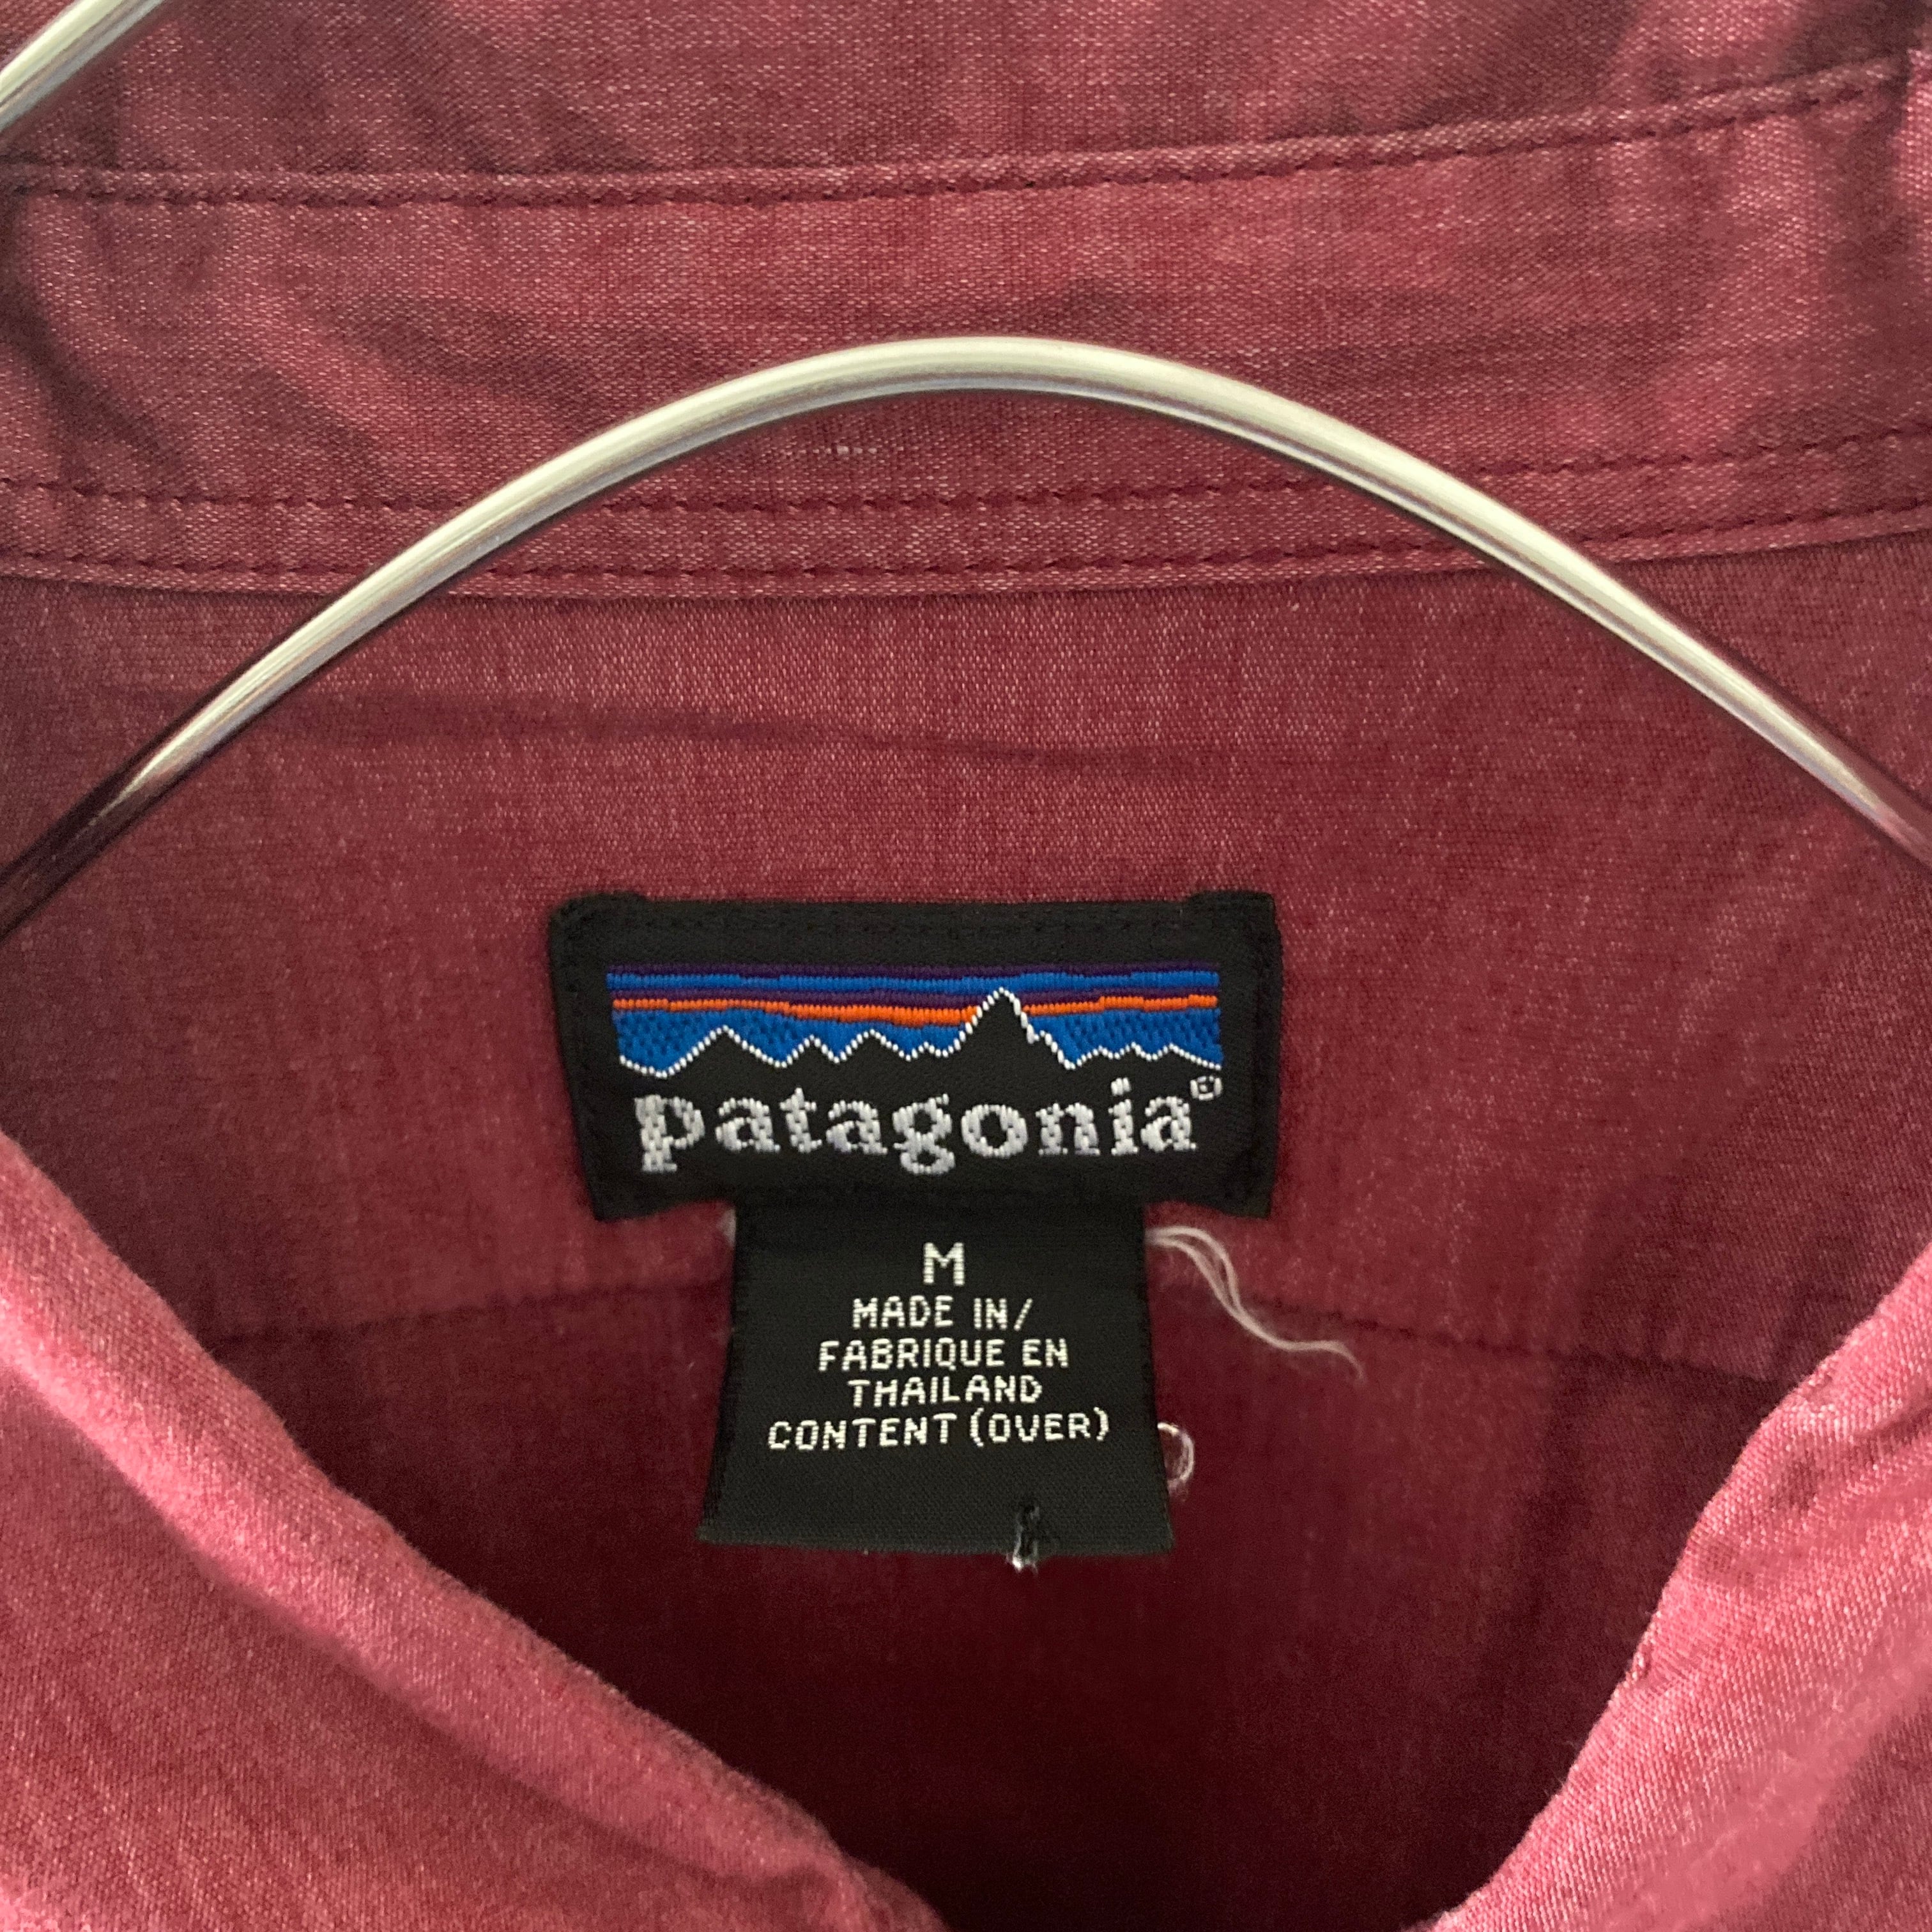 patagonia®
M
MADE IN/
FABRIQUE EN
THAILAND
CONTENT (OVER)